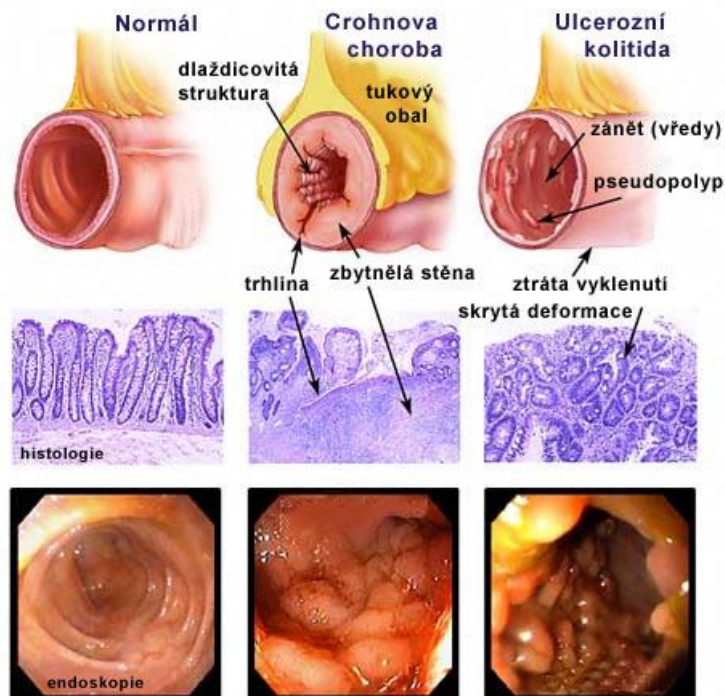 Normál
Crohnova
choroba
Ulcerozní
kolitida
dlaždicovitá
struktura
tukový
obal
zánět (vředy)
pseudopolyp
trhlina
zbytnělá stěna
ztráta vyklenutí
skrytá deformace
histologie
endoskopie